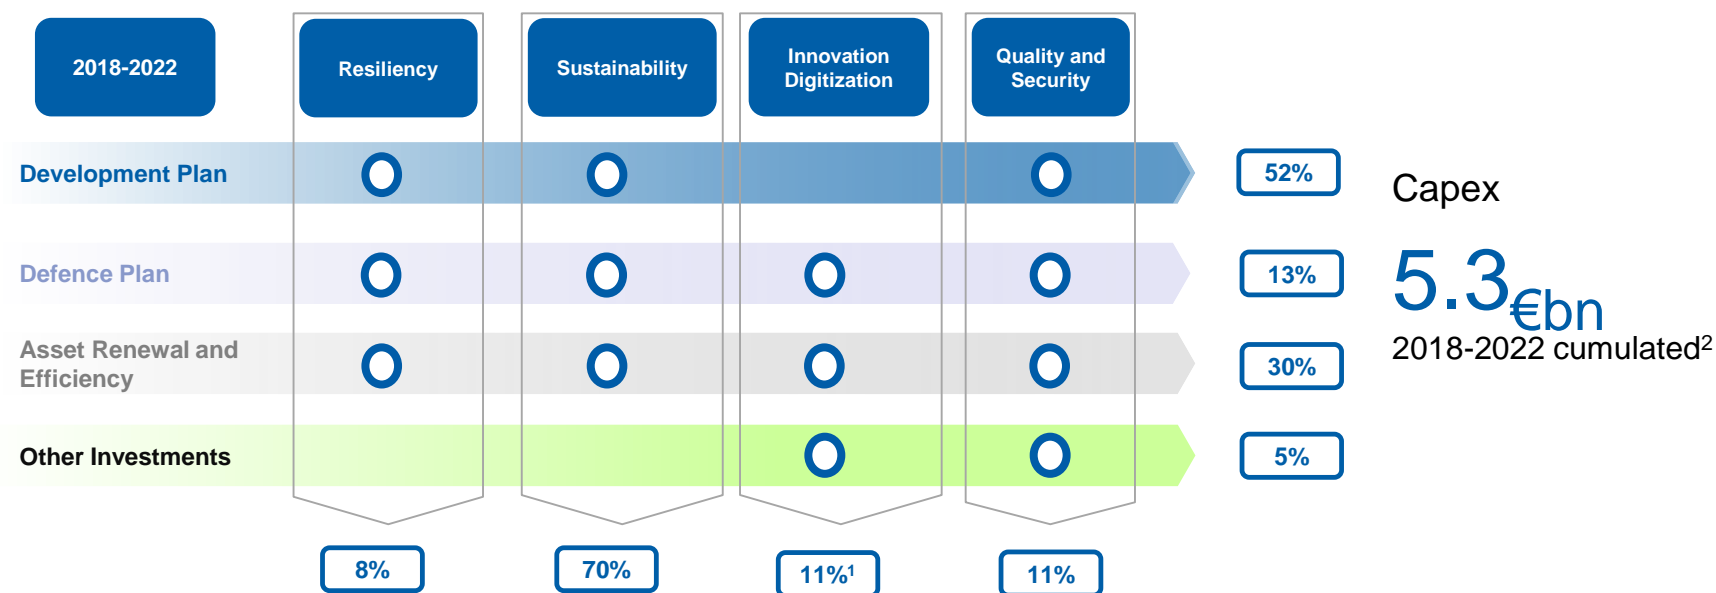 2018-2022
Resiliency
Sustainability
Innovation
Digitization
Quality and
Security
Development Plan
52%
Defence Plan
13%
Asset Renewal and
Efficiency
30%
Other Investments
5%
8%
70%
11%¹
11%
Capex
5.3€bn
2018-2022 cumulated²